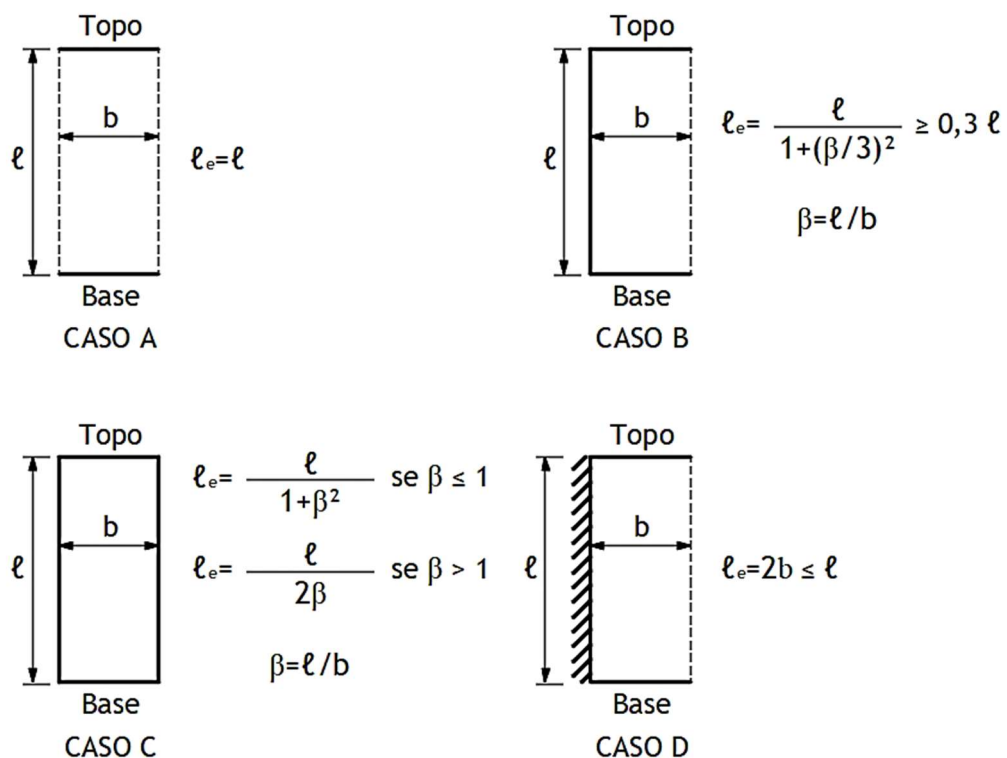 Topo
b
ℓ
ℓe=ℓ
Base
CASO A
Topo
b
ℓ
ℓe= ℓ / 1+(β/3)² ≥ 0,3 ℓ
β=ℓ/b
Base
CASO B
Topo
b
ℓ
ℓe= ℓ / 1+β² se β ≤ 1
ℓe= ℓ / 2β se β > 1
β=ℓ/b
Base
CASO C
Topo
b
ℓ
ℓe=2b ≤ ℓ
Base
CASO D